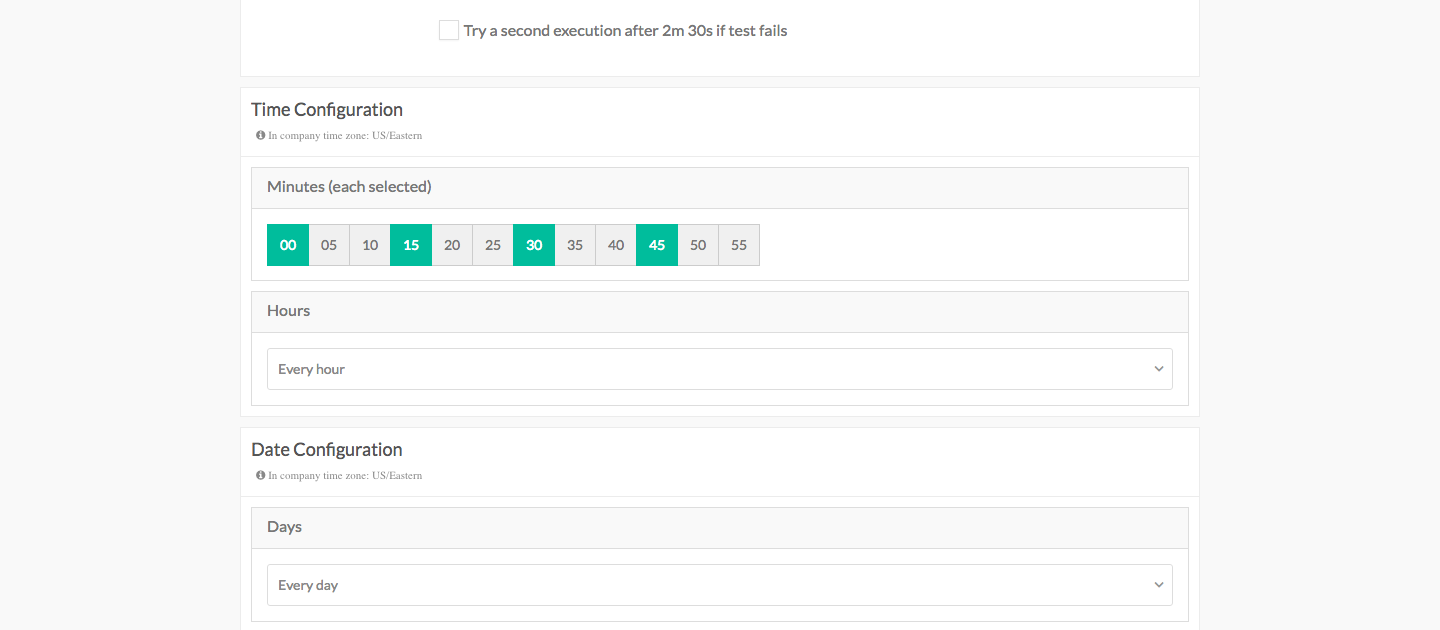 Try a second execution after 2m 30s if test fails
Time Configuration
In company time zone: US/Eastern
Minutes (each selected)
00 05 10 15 20 25 30 35 40 45 50 55
Hours
Every hour
Date Configuration
In company time zone: US/Eastern
Days
Every day